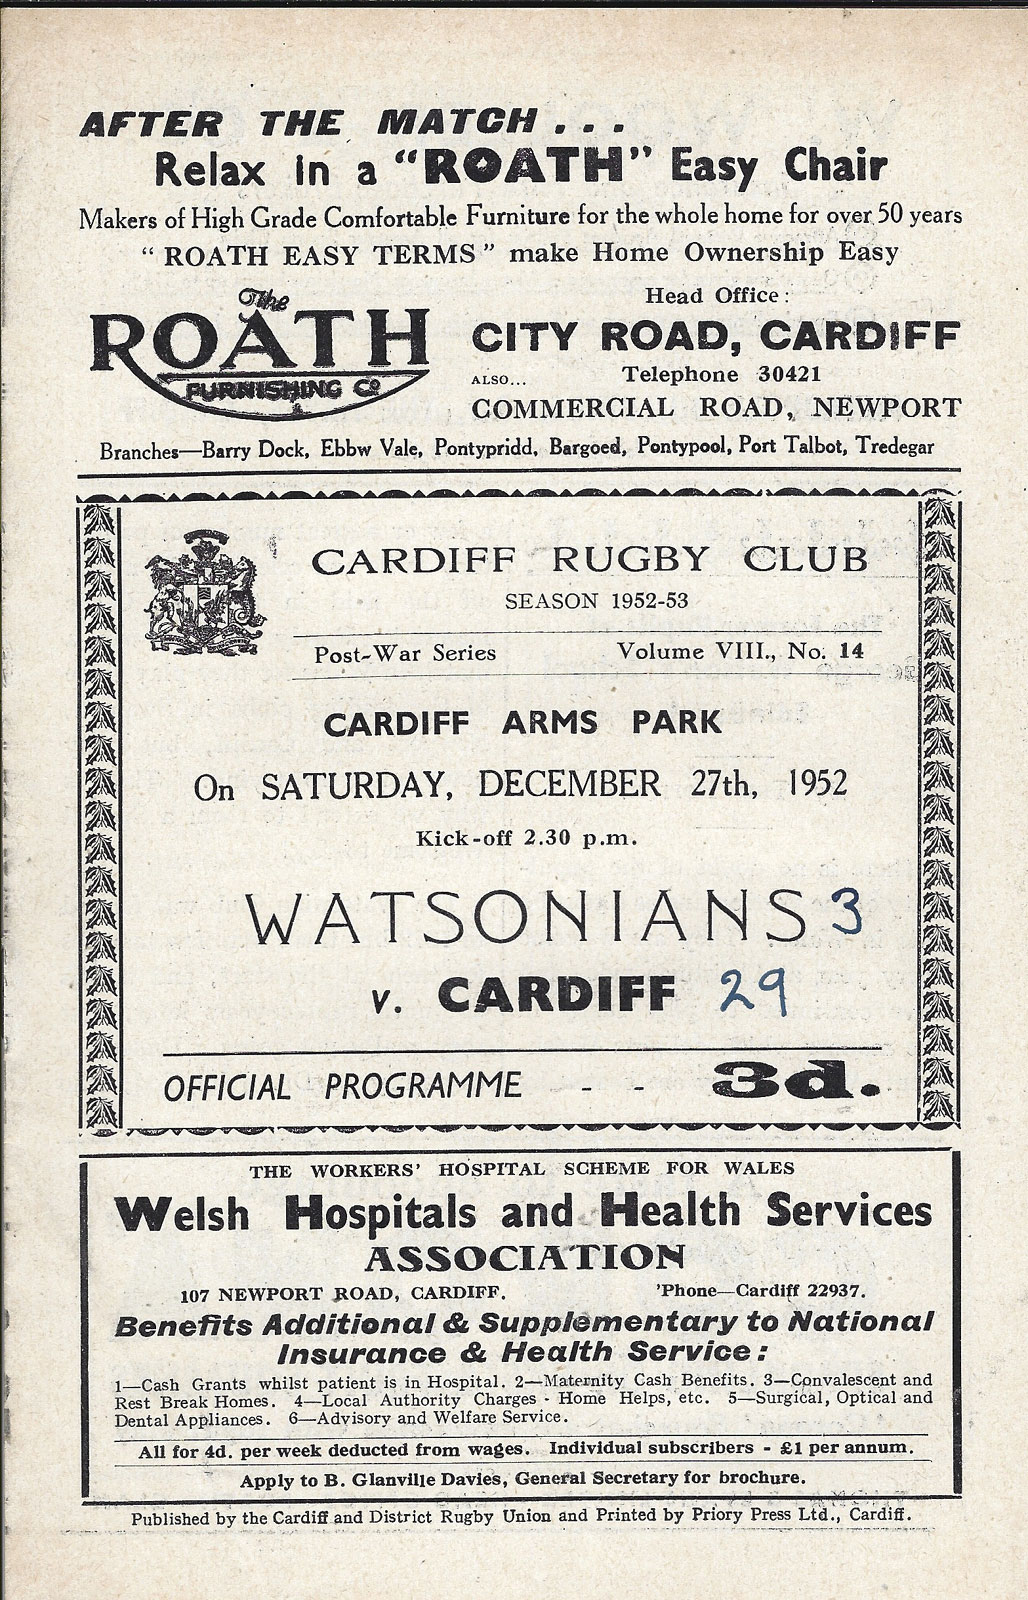 AFTER THE MATCH . . .
Relax in a "ROATH" Easy Chair
Makers of High Grade Comfortable Furniture for the whole home for over 50 years
"ROATH EASY TERMS" make Home Ownership Easy
The
ROATH
FURNISHING Co
Head Office:
CITY ROAD, CARDIFF
ALSO... Telephone 30421
COMMERCIAL ROAD, NEWPORT
Branches—Barry Dock, Ebbw Vale, Pontypridd, Bargoed, Pontypool, Port Talbot, Tredegar
CARDIFF RUGBY CLUB
SEASON 1952-53
Post-War Series Volume VIII., No. 14
CARDIFF ARMS PARK
On SATURDAY, DECEMBER 27th, 1952
Kick-off 2.30 p.m.
WATSONIANS 3
v. CARDIFF 29
OFFICIAL PROGRAMME - - 3d.
THE WORKERS' HOSPITAL SCHEME FOR WALES
Welsh Hospitals and Health Services
ASSOCIATION
107 NEWPORT ROAD, CARDIFF. 'Phone—Cardiff 22937.
Benefits Additional & Supplementary to National
Insurance & Health Service :
1—Cash Grants whilst patient is in Hospital. 2—Maternity Cash Benefits. 3—Convalescent and
Rest Break Homes. 4—Local Authority Charges - Home Helps, etc. 5—Surgical, Optical and
Dental Appliances. 6—Advisory and Welfare Service.
All for 4d. per week deducted from wages. Individual subscribers - £1 per annum.
Apply to B. Glanville Davies, General Secretary for brochure.
Published by the Cardiff and District Rugby Union and Printed by Priory Press Ltd., Cardiff.